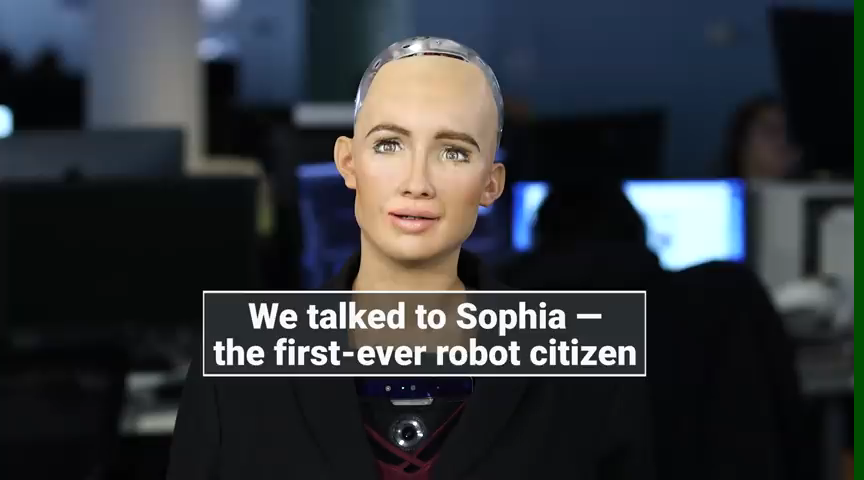 We talked to Sophia —
the first-ever robot citizen